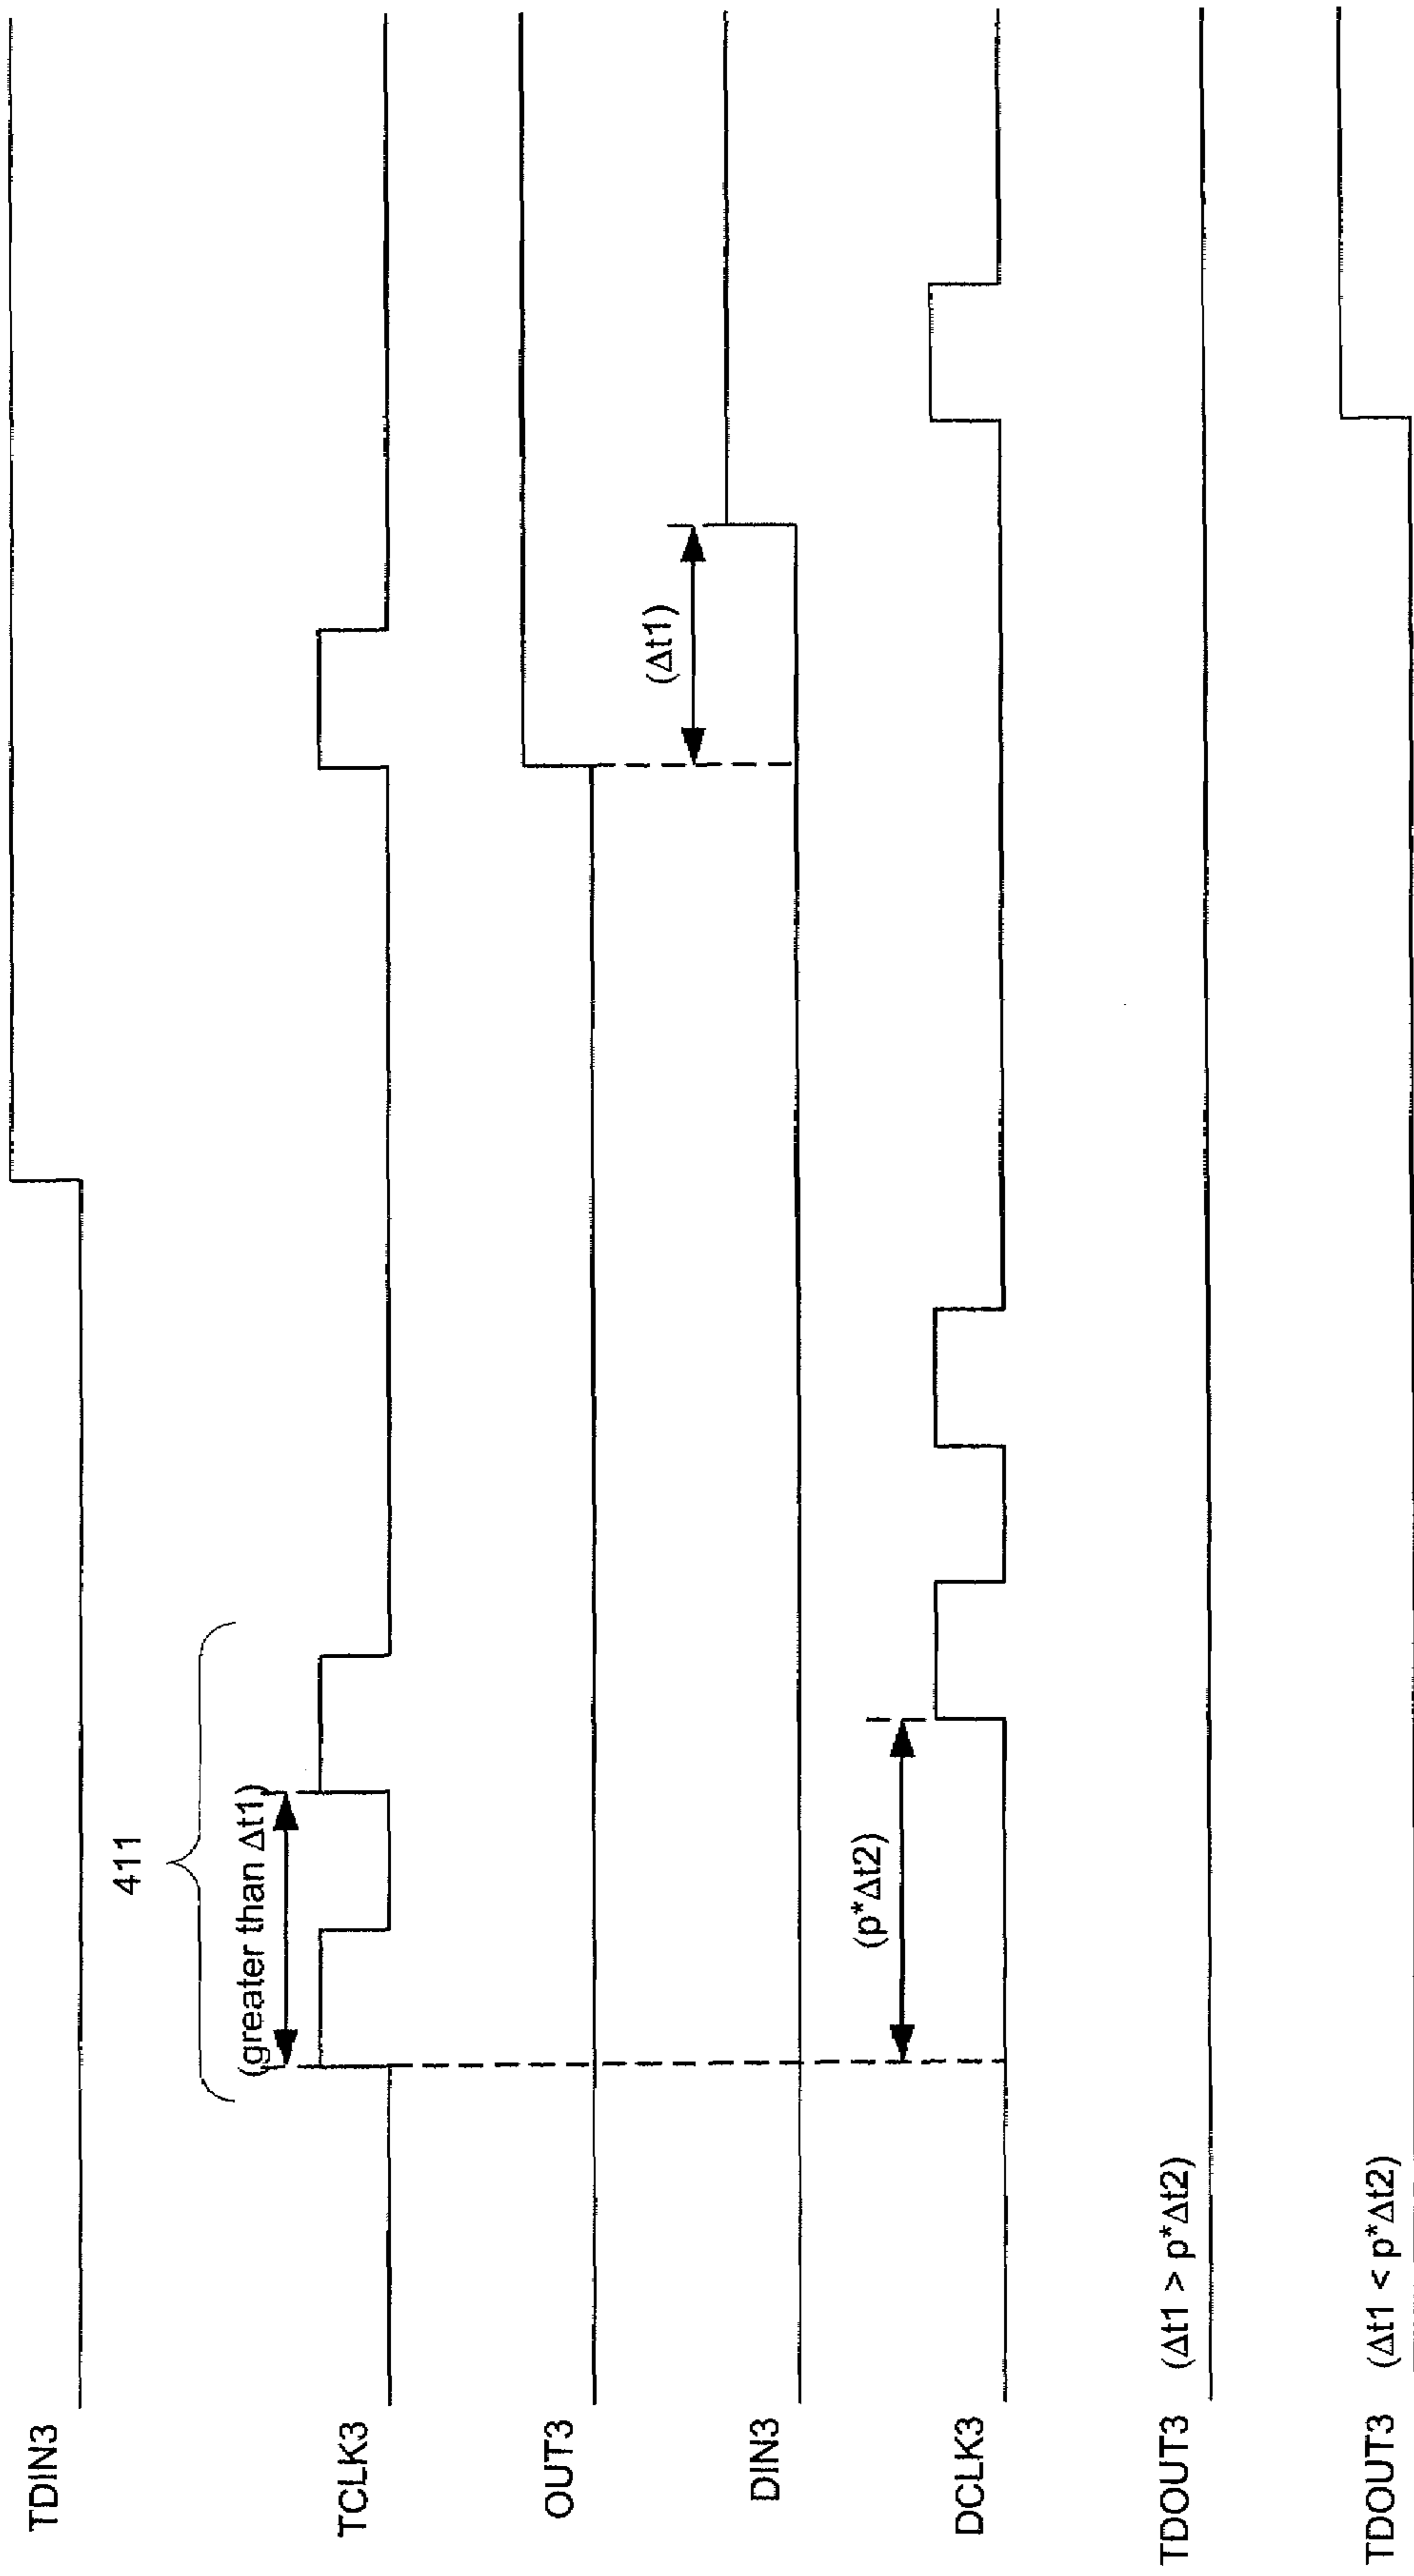 TDIN3
411
(greater than Δt1)
TCLK3
OUT3
(Δt1)
DIN3
(p*Δt2)
DCLK3
TDOUT3 (Δt1 > p*Δt2)
TDOUT3 (Δt1 < p*Δt2)